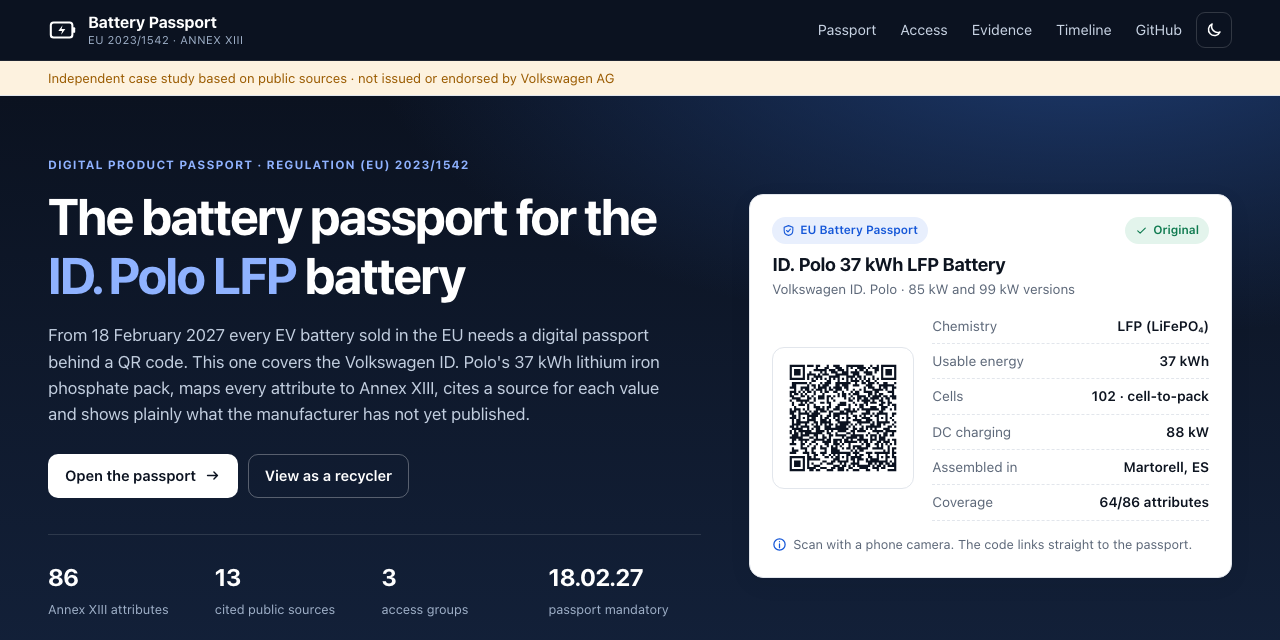 Battery Passport
EU 2023/1542 · ANNEX XIII
Passport Access Evidence Timeline GitHub
Independent case study based on public sources · not issued or endorsed by Volkswagen AG
DIGITAL PRODUCT PASSPORT · REGULATION (EU) 2023/1542
The battery passport for the
ID. Polo LFP battery
From 18 February 2027 every EV battery sold in the EU needs a digital passport
behind a QR code. This one covers the Volkswagen ID. Polo's 37 kWh lithium iron
phosphate pack, maps every attribute to Annex XIII, cites a source for each value
and shows plainly what the manufacturer has not yet published.
Open the passport →
View as a recycler
86
Annex XIII attributes
13
cited public sources
3
access groups
18.02.27
passport mandatory
EU Battery Passport
Original
ID. Polo 37 kWh LFP Battery
Volkswagen ID. Polo · 85 kW and 99 kW versions
Chemistry LFP (LiFePO₄)
Usable energy 37 kWh
Cells 102 · cell-to-pack
DC charging 88 kW
Assembled in Martorell, ES
Coverage 64/86 attributes
Scan with a phone camera. The code links straight to the passport.